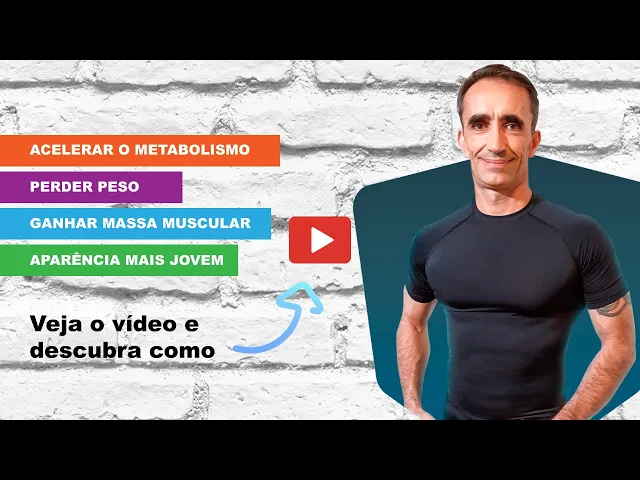 ACELERAR O METABOLISMO
PERDER PESO
GANHAR MASSA MUSCULAR
APARÊNCIA MAIS JOVEM
Veja o vídeo e
descubra como